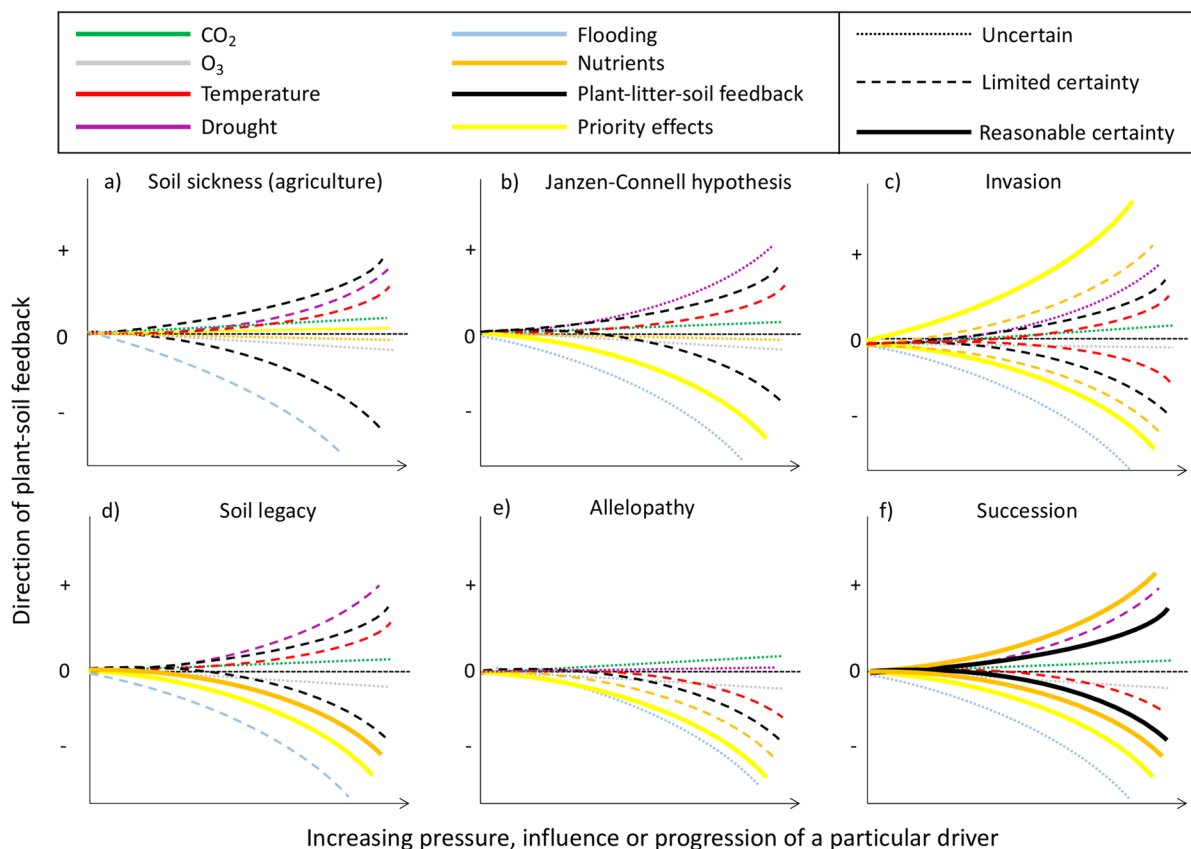 CO₂
O₃
Temperature
Drought
Flooding
Nutrients
Plant-litter-soil feedback
Priority effects
Uncertain
Limited certainty
Reasonable certainty
a) Soil sickness (agriculture)
+
0
-
b) Janzen-Connell hypothesis
+
0
-
c) Invasion
+
0
-
Direction of plant-soil feedback
d) Soil legacy
+
0
-
e) Allelopathy
+
0
-
f) Succession
+
0
-
Increasing pressure, influence or progression of a particular driver